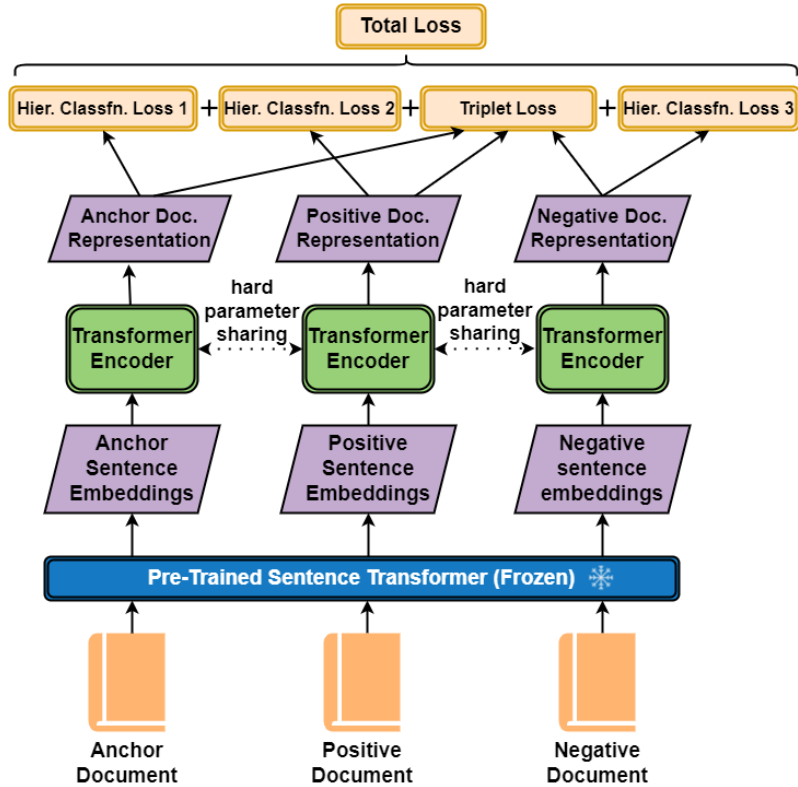 Total Loss
Hier. Classfn. Loss 1 + Hier. Classfn. Loss 2 + Triplet Loss + Hier. Classfn. Loss 3
Anchor Doc.
Representation
Positive Doc.
Representation
Negative Doc.
Representation
hard
parameter
sharing
hard
parameter
sharing
Transformer
Encoder
Transformer
Encoder
Transformer
Encoder
Anchor
Sentence
Embeddings
Positive
Sentence
Embeddings
Negative
sentence
embeddings
Pre-Trained Sentence Transformer (Frozen)
Anchor
Document
Positive
Document
Negative
Document